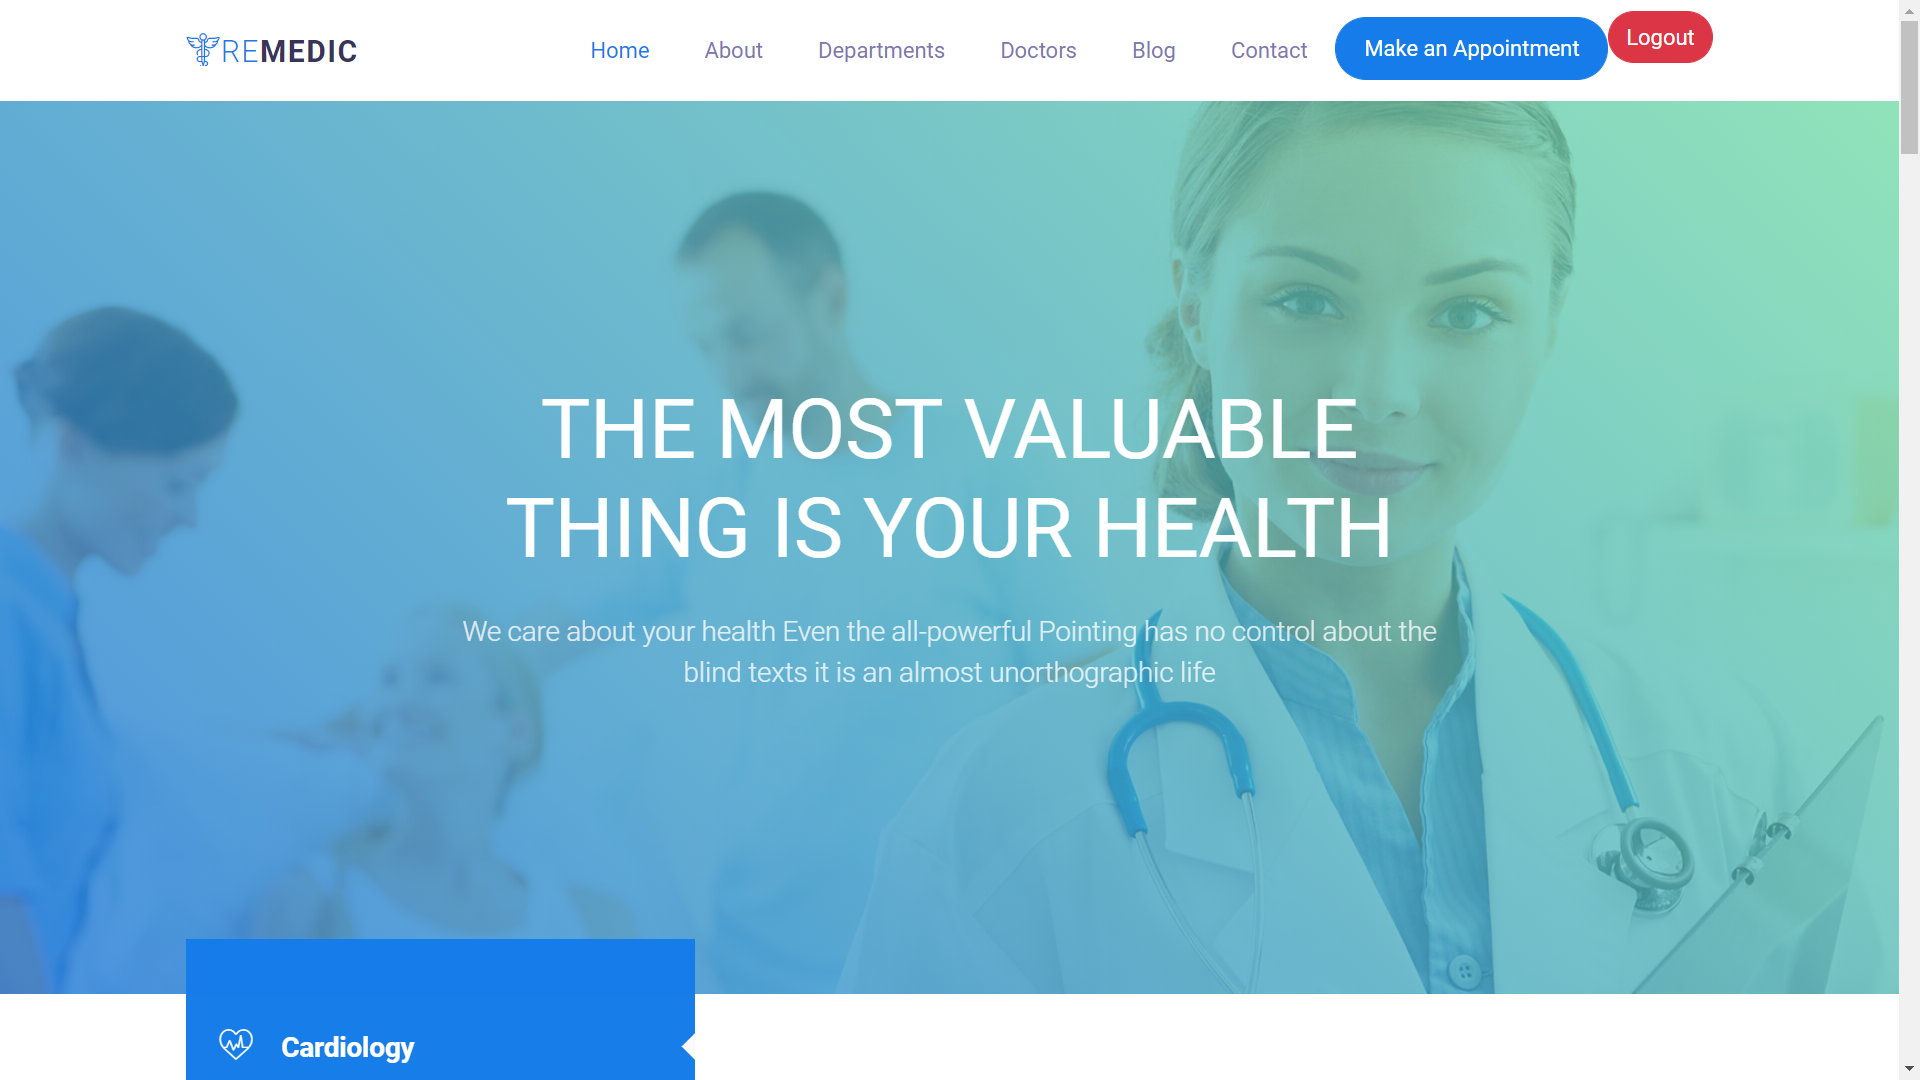 REMEDIC
Home
About
Departments
Doctors
Blog
Contact
Make an Appointment
Logout
THE MOST VALUABLE
THING IS YOUR HEALTH
We care about your health Even the all-powerful Pointing has no control about the
blind texts it is an almost unorthographic life
Cardiology